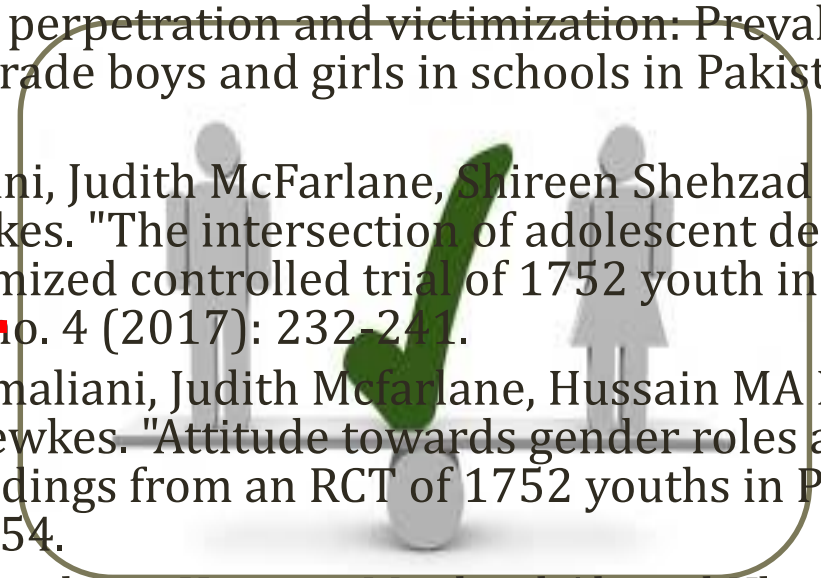 perpetration and victimization: Preval
rade boys and girls in schools in Pakist
ni, Judith McFarlane, Shireen Shehzad
kes. "The intersection of adolescent de
mized controlled trial of 1752 youth in
no. 4 (2017): 232-241.
maliani, Judith Mcfarlane, Hussain MA
ewkes. "Attitude towards gender roles a
dings from an RCT of 1752 youths in P
54.